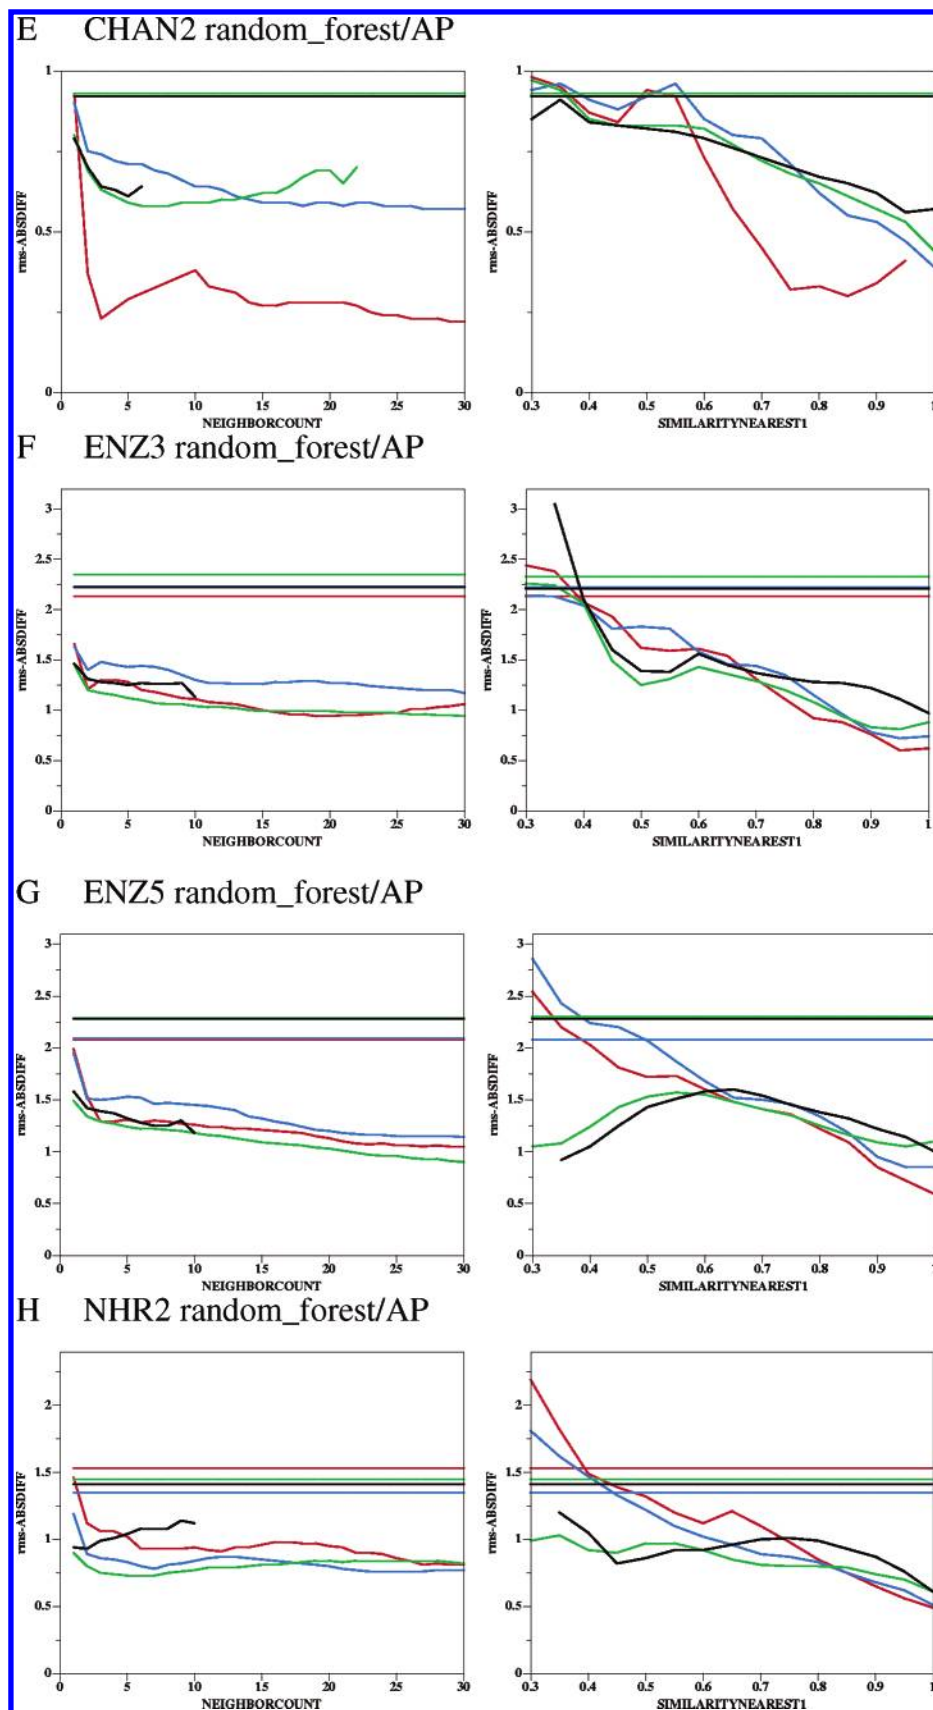 E CHAN2 random_forest/AP
1
0.5
0
rms-ABSDIFF
0 5 10 15 20 25 30
NEIGHBORCOUNT
1
0.5
0
rms-ABSDIFF
0.3 0.4 0.5 0.6 0.7 0.8 0.9 1
SIMILARITYNEAREST1
F ENZ3 random_forest/AP
3
2.5
2
1.5
1
0.5
0
rms-ABSDIFF
0 5 10 15 20 25 30
NEIGHBORCOUNT
3
2.5
2
1.5
1
0.5
0
rms-ABSDIFF
0.3 0.4 0.5 0.6 0.7 0.8 0.9 1
SIMILARITYNEAREST1
G ENZ5 random_forest/AP
3
2.5
2
1.5
1
0.5
0
rms-ABSDIFF
0 5 10 15 20 25 30
NEIGHBORCOUNT
3
2.5
2
1.5
1
0.5
0
rms-ABSDIFF
0.3 0.4 0.5 0.6 0.7 0.8 0.9 1
SIMILARITYNEAREST1
H NHR2 random_forest/AP
2
1.5
1
0.5
0
rms-ABSDIFF
0 5 10 15 20 25 30
NEIGHBORCOUNT
2
1.5
1
0.5
0
rms-ABSDIFF
0.3 0.4 0.5 0.6 0.7 0.8 0.9 1
SIMILARITYNEAREST1